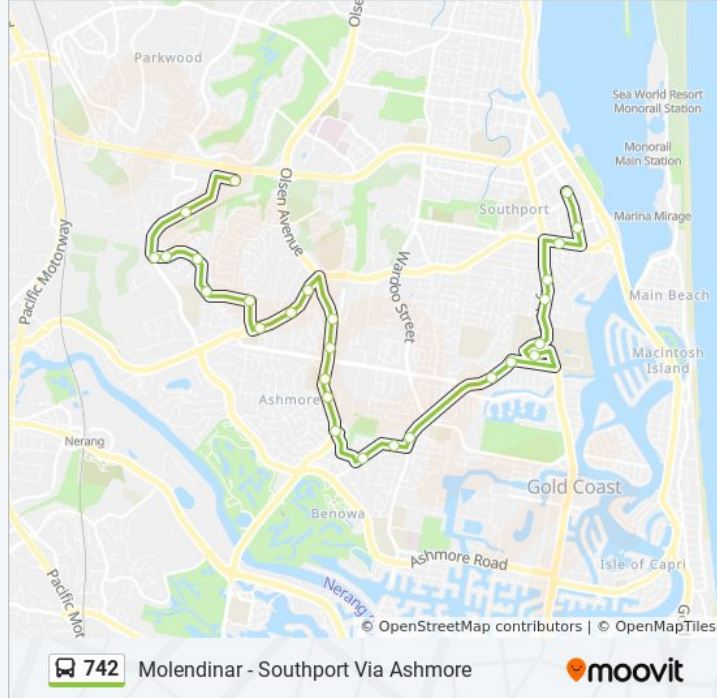 Olse
Parkwood
Sea World Resort
Monorail Station
Monorail
Main Station
Olsen Avenue
Southport
Marina Mirage
Pacific Motorway
Wardoo Street
Main Beach
Macintosh
Island
Ashmore
Nerang
Gold Coast
Benowa
Ashmore Road
Isle of Capri
Pacific Mot
Nerang
G
© OpenStreetMap contributors | © OpenMapTiles
742 Molendinar - Southport Via Ashmore moovit